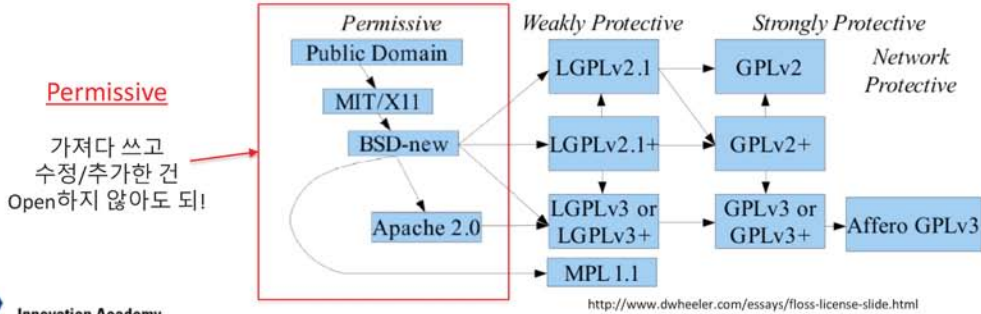 Permissive
Weakly Protective
Strongly Protective
Network
Protective
Public Domain
MIT/X11
BSD-new
Apache 2.0
LGPLv2.1
LGPLv2.1+
LGPLv3 or
LGPLv3+
MPL 1.1
GPLv2
GPLv2+
GPLv3 or
GPLv3+
Affero GPLv3
Permissive
가져다 쓰고
수정/추가한 건
Open하지 않아도 되!
http://www.dwheeler.com/essays/floss-license-slide.html
Innovation Academy